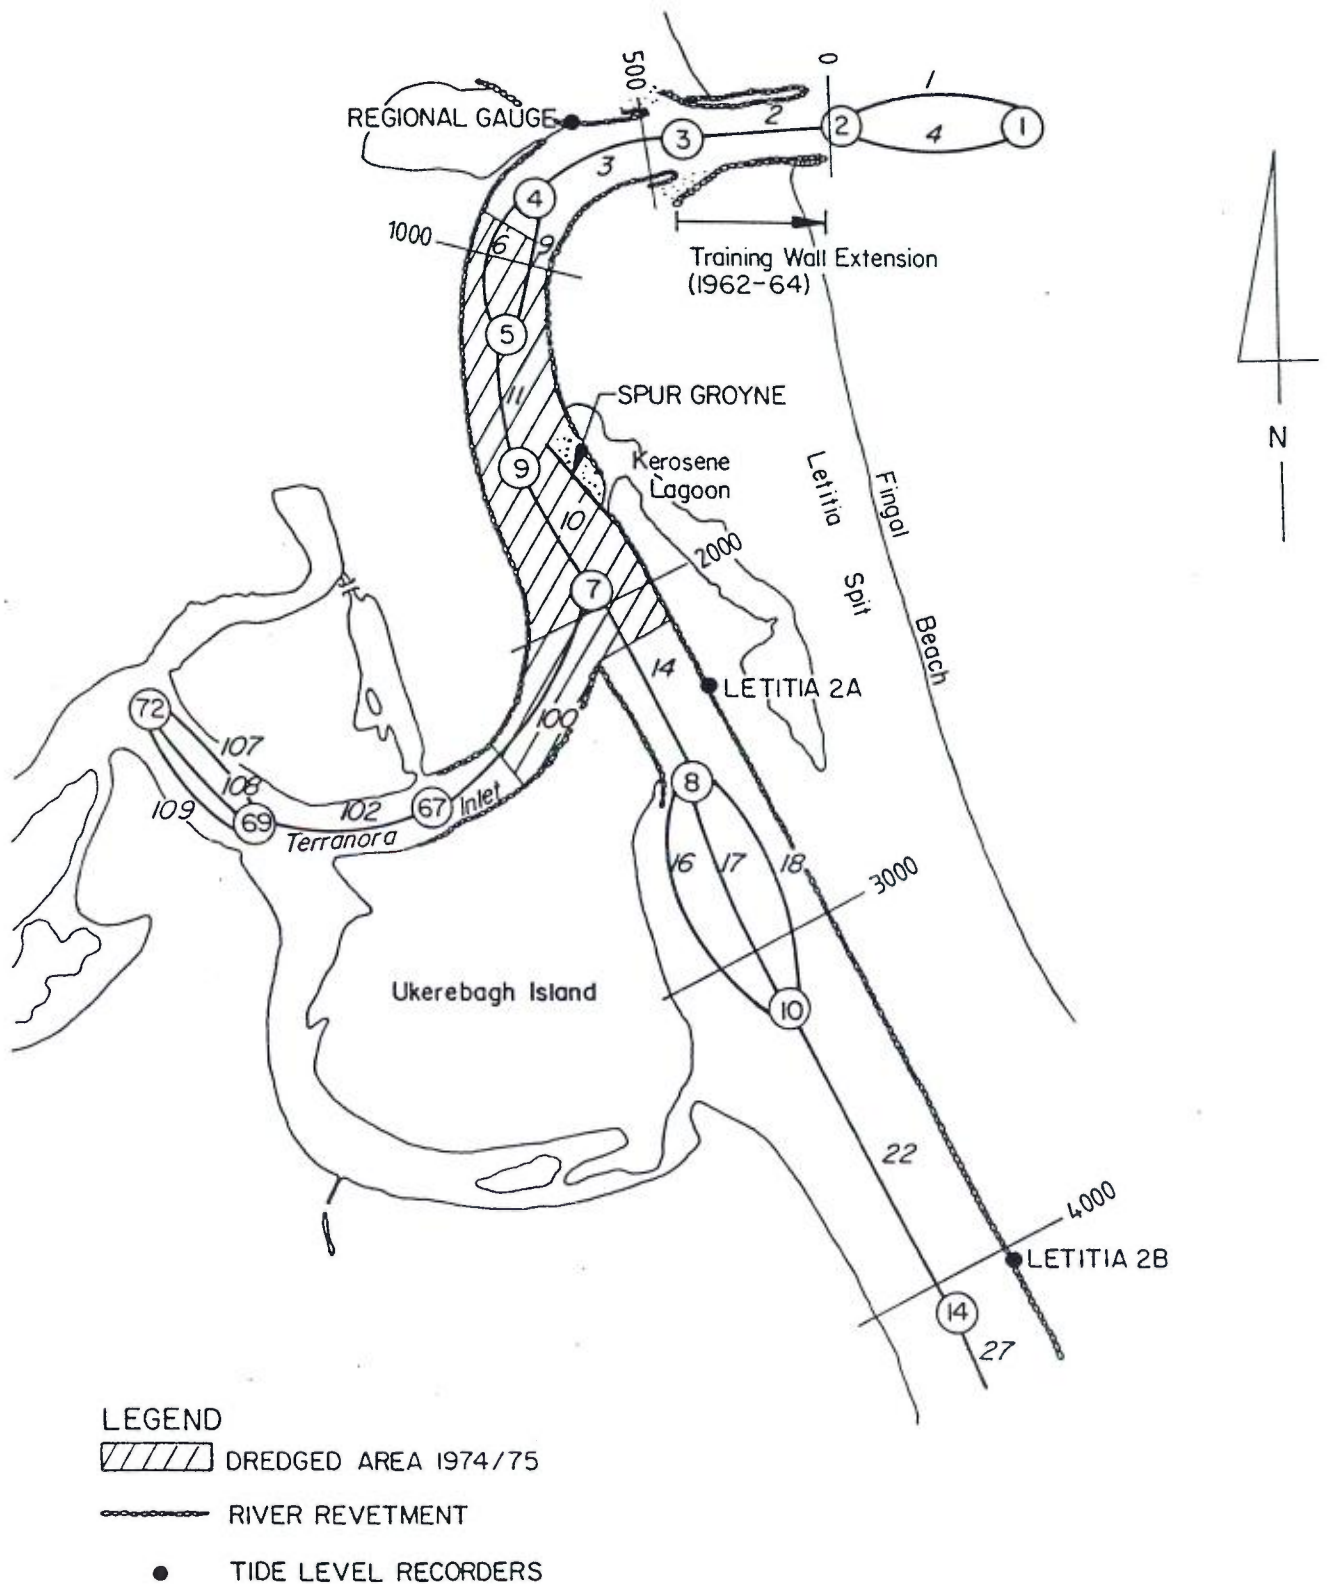 500
0
1
REGIONAL GAUGE
2
3
2
4
1
3
4
1000
6
9
Training Wall Extension
(1962-64)
5
11
SPUR GROYNE
N
9
Kerosene
Lagoon
Letitia
Spit
Fingal
Beach
10
2000
7
14
LETITIA 2A
72
100
107
108
109
102
67
Inlet
69
Terranora
8
16
17
18
3000
Ukerebagh Island
10
22
4000
LETITIA 2B
14
27
LEGEND
DREDGED AREA 1974/75
RIVER REVETMENT
TIDE LEVEL RECORDERS